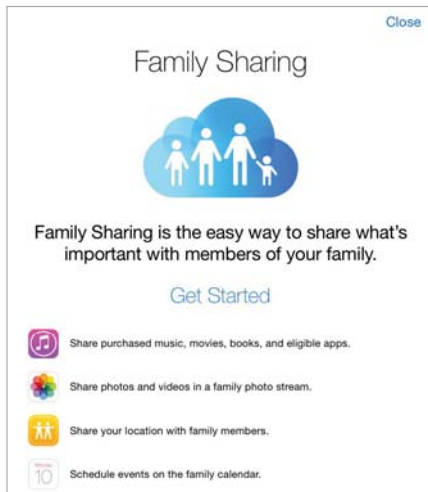 Close
Family Sharing
Family Sharing is the easy way to share what's
important with members of your family.
Get Started
Share purchased music, movies, books, and eligible apps.
Share photos and videos in a family photo stream.
Share your location with family members.
10
Schedule events on the family calendar.